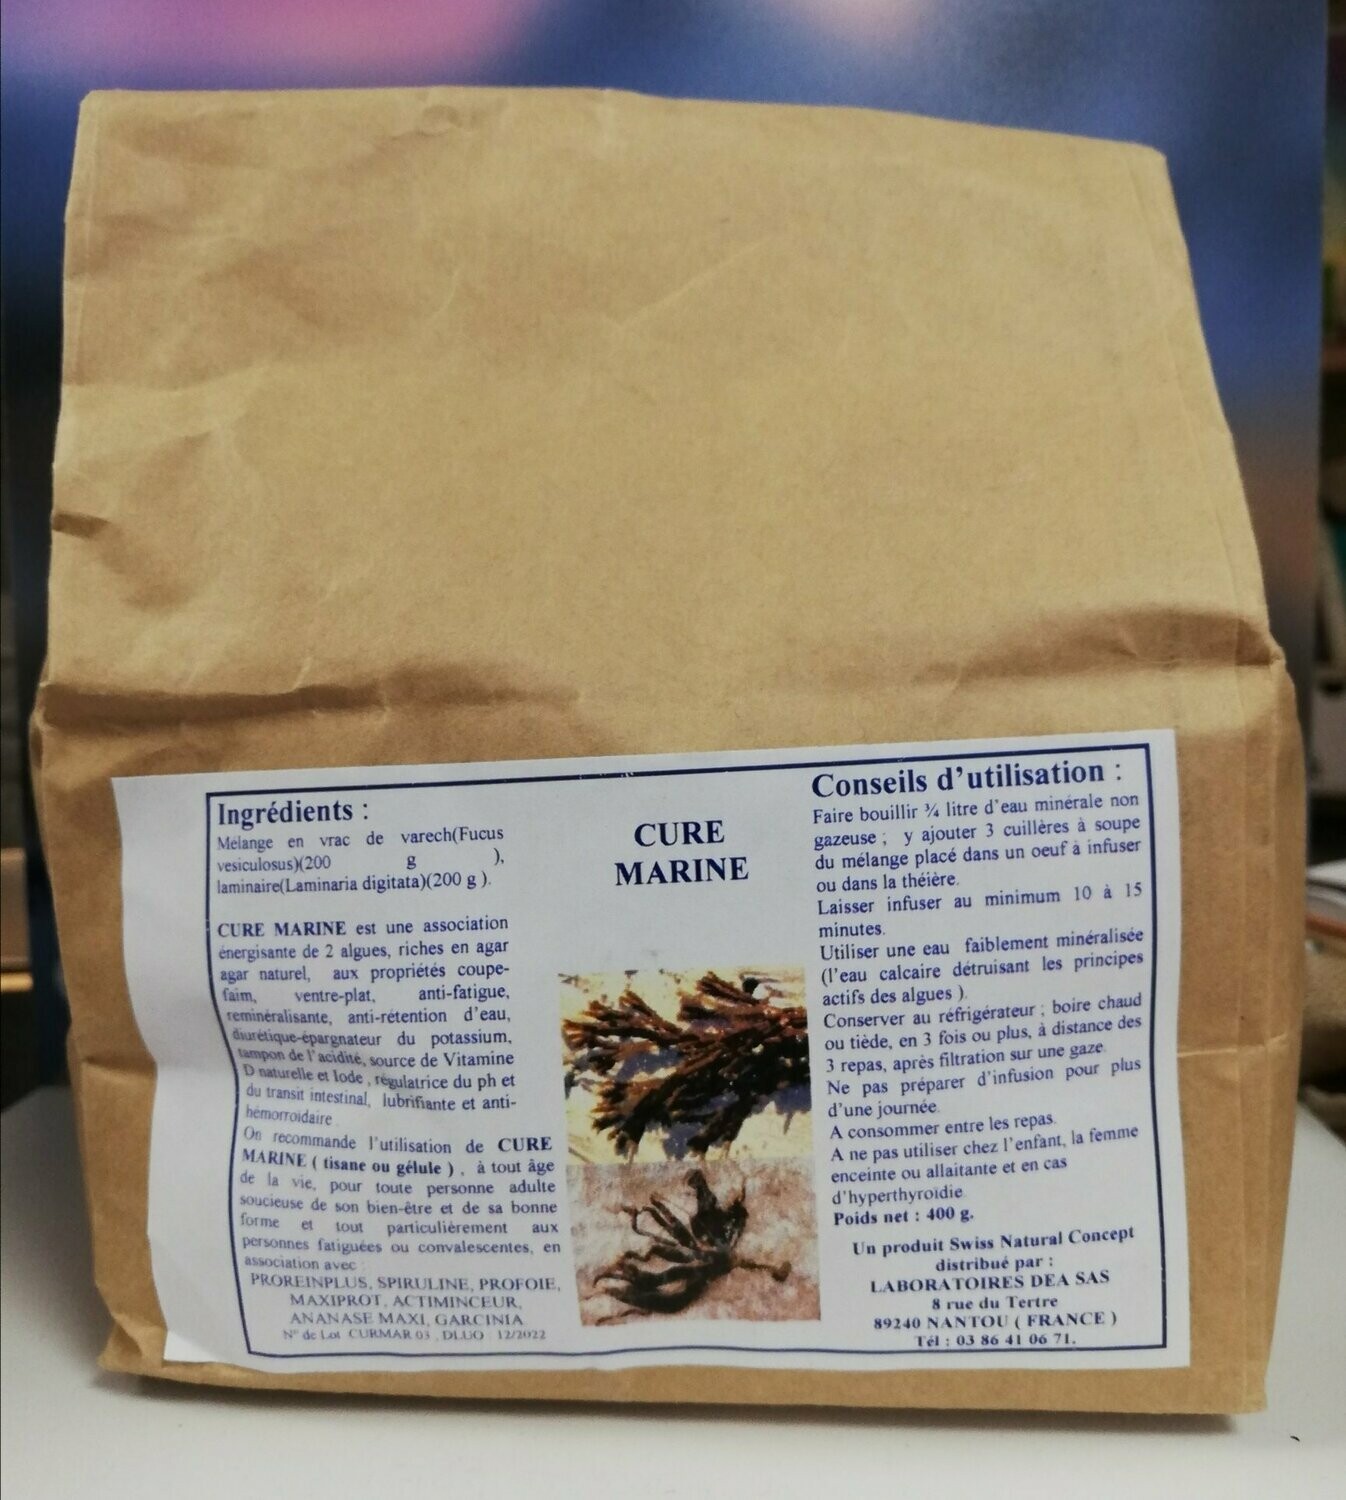 Ingrédients :
Mélange en vrac de varech(Fucus
vesiculosus)(200 g ),
laminaire(Laminaria digitata)(200 g ).
CURE MARINE est une association
énergisante de 2 algues, riches en agar
agar naturel, aux propriétés coupe-
faim, ventre-plat, anti-fatigue,
reminéralisante, anti-rétention d'eau,
diurétique-épargnateur du potassium,
tampon de l'acidité, source de Vitamine
D naturelle et Iode , régulatrice du ph et
du transit intestinal, lubrifiante et anti-
hémorroidaire
On recommande l'utilisation de CURE
MARINE ( tisane ou gélule ) , à tout âge
de la vie, pour toute personne adulte
soucieuse de son bien-être et de sa bonne
forme et tout particulièrement aux
personnes fatiguées ou convalescentes, en
association avec
PROREINPLUS, SPIRULINE, PROFOIE,
MAXIPROT, ACTIMINCEUR,
ANANASE MAXI, GARCINIA
N° de Lot CURMAR 03 , DLUO : 12/2022
CURE
MARINE
Conseils d'utilisation :
Faire bouillir ¾ litre d'eau minérale non
gazeuse ; y ajouter 3 cuillères à soupe
du mélange placé dans un oeuf à infuser
ou dans la théière.
Laisser infuser au minimum 10 à 15
minutes.
Utiliser une eau faiblement minéralisée
(l'eau calcaire détruisant les principes
actifs des algues ).
Conserver au réfrigérateur ; boire chaud
ou tiède, en 3 fois ou plus, à distance des
3 repas, après filtration sur une gaze.
Ne pas préparer d'infusion pour plus
d'une journée.
A consommer entre les repas.
A ne pas utiliser chez l'enfant, la femme
enceinte ou allaitante et en cas
d'hyperthyroïdie.
Poids net : 400 g.
Un produit Swiss Natural Concept
distribué par :
LABORATOIRES DEA SAS
8 rue du Tertre
89240 NANTOU ( FRANCE )
Tél : 03 86 41 06 71.